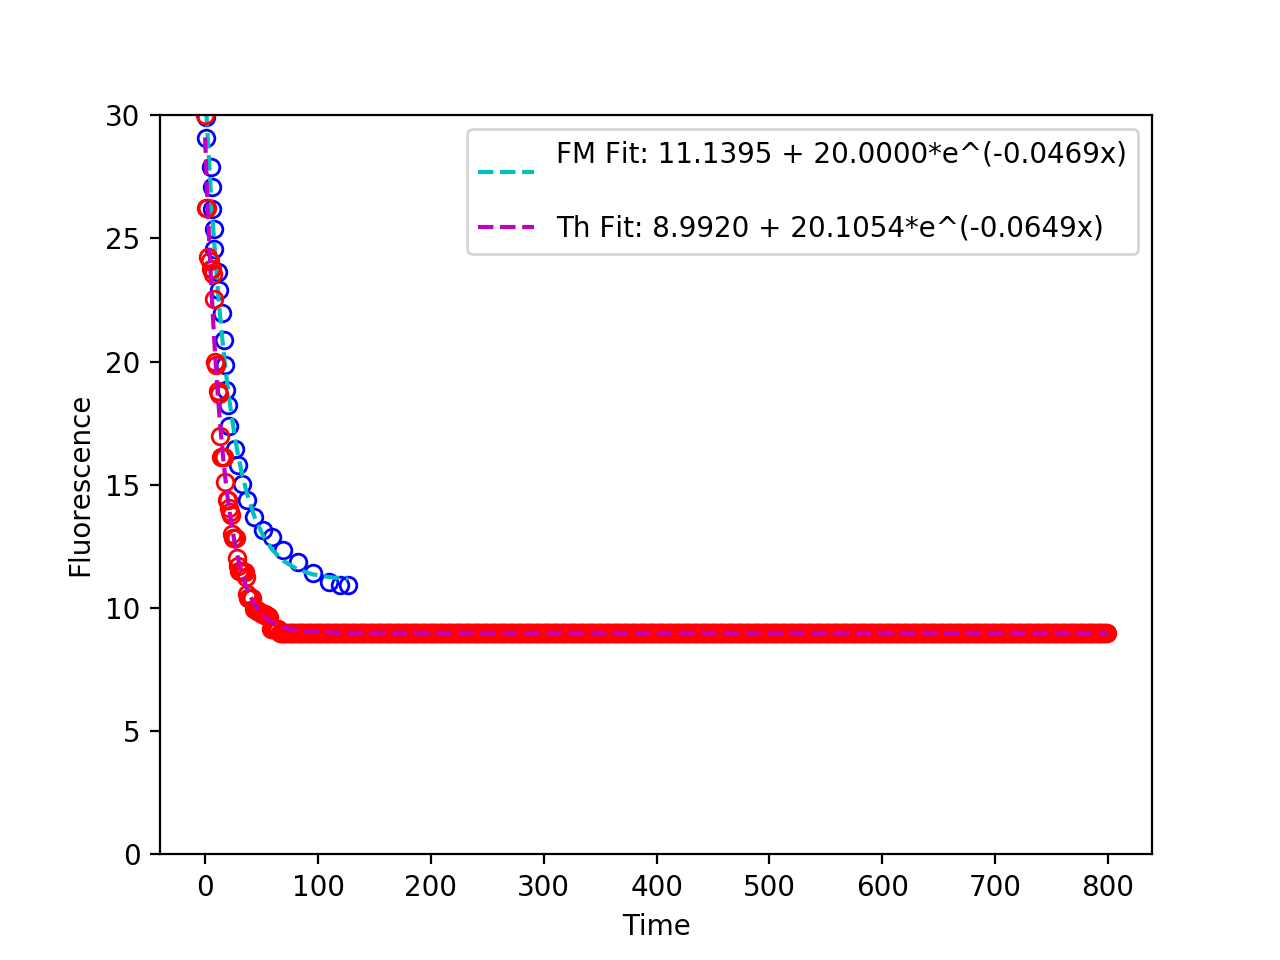 30
25
20
15
10
5
0
Fluorescence
FM Fit: 11.1395 + 20.0000*e^(-0.0469x)
Th Fit: 8.9920 + 20.1054*e^(-0.0649x)
0 100 200 300 400 500 600 700 800
Time